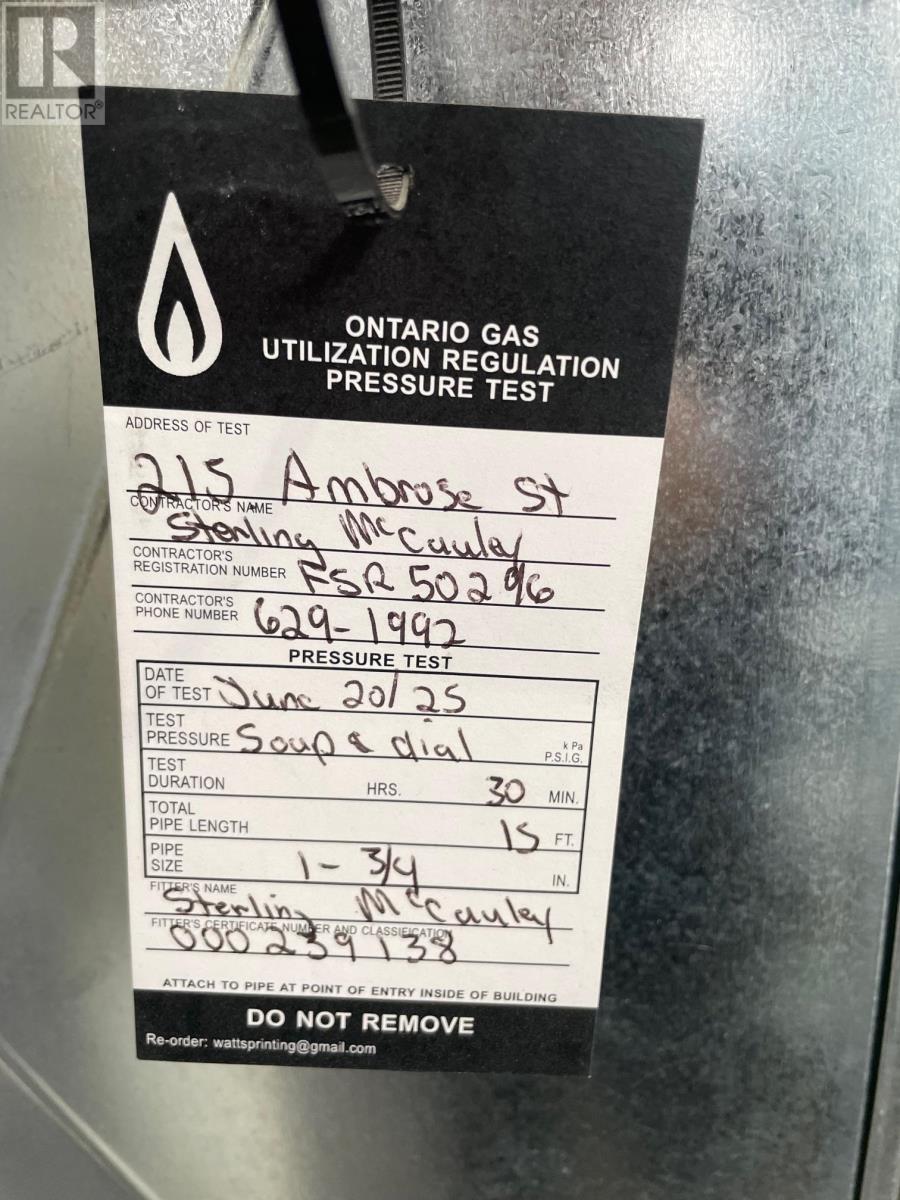 R
REALTOR®
ONTARIO GAS
UTILIZATION REGULATION
PRESSURE TEST
ADDRESS OF TEST
215 Ambrose St
CONTRACTOR'S NAME
Sterling McCauley
CONTRACTOR'S
REGISTRATION NUMBER FSR 50296
CONTRACTOR'S
PHONE NUMBER 629-1992
PRESSURE TEST
DATE
OF TEST June 20/25
TEST
PRESSURE Soap & dial k Pa
P.S.I.G.
TEST
DURATION HRS. 30 MIN.
TOTAL
PIPE LENGTH 15 FT.
PIPE
SIZE 1 - 3/4 IN.
FITTER'S NAME
Sterling McCauley
FITTER'S CERTIFICATE NUMBER AND CLASSIFICATION
000239138
ATTACH TO PIPE AT POINT OF ENTRY INSIDE OF BUILDING
DO NOT REMOVE
Re-order: wattsprinting@gmail.com